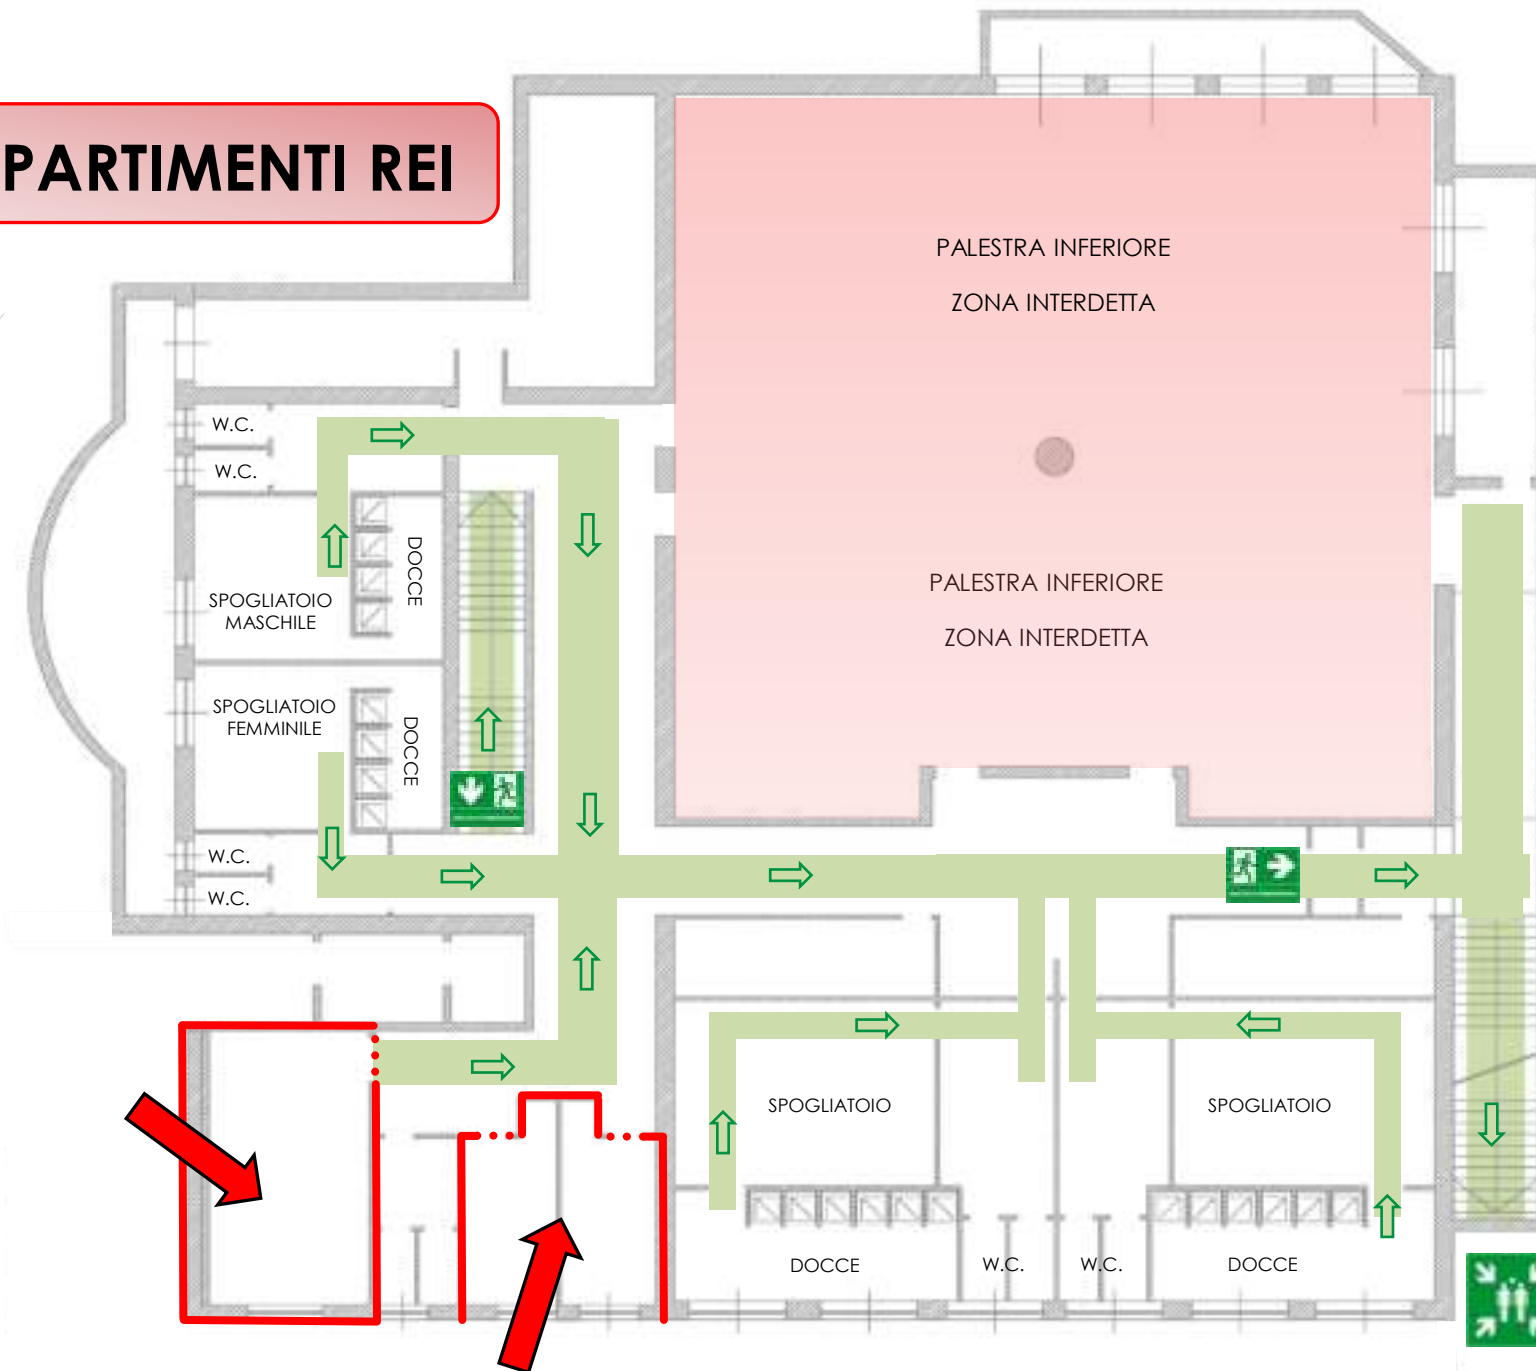 PARTIMENTI REI
PALESTRA INFERIORE
ZONA INTERDETTA
W.C.
W.C.
DOCCE
SPOGLIATOIO
MASCHILE
PALESTRA INFERIORE
ZONA INTERDETTA
SPOGLIATOIO
FEMMINILE
DOCCE
W.C.
W.C.
SPOGLIATOIO
SPOGLIATOIO
DOCCE
W.C.
W.C.
DOCCE